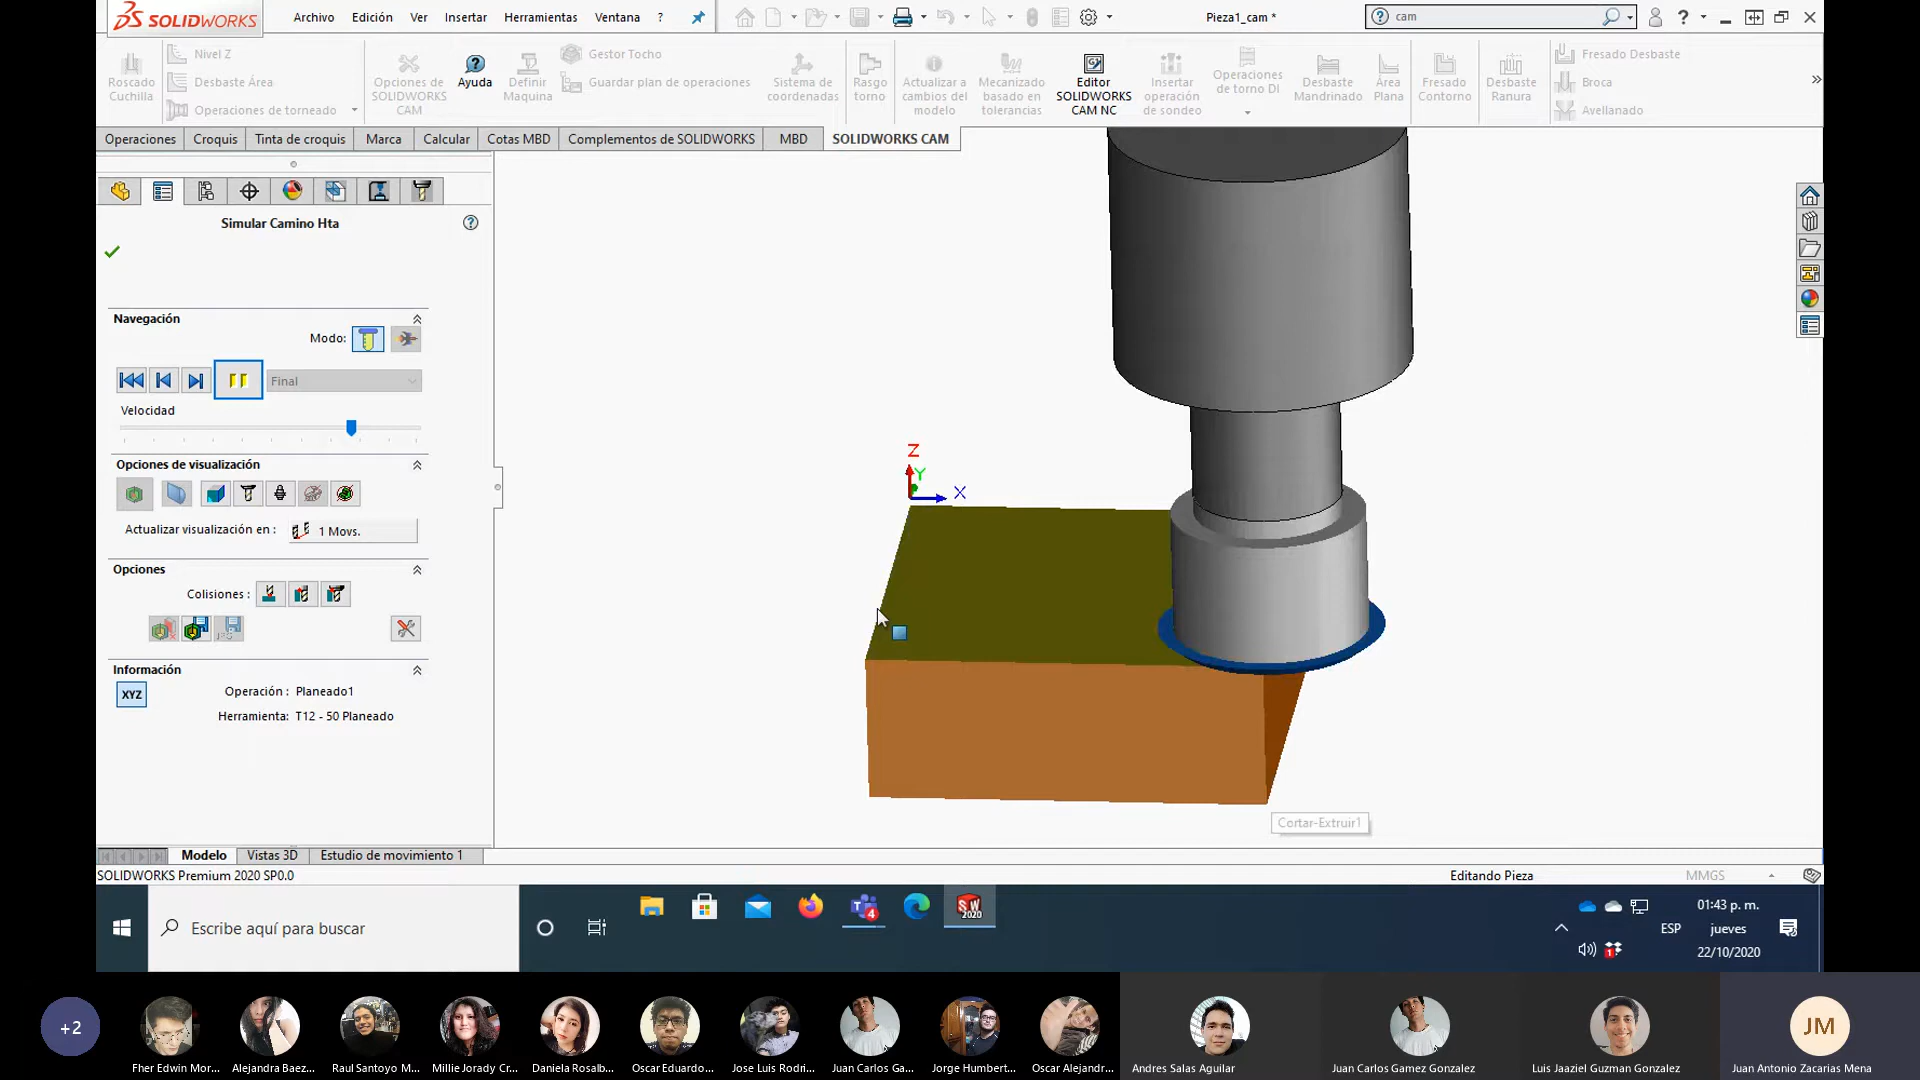 SOLIDWORKS
Archivo
Edición
Ver
Insertar
Herramientas
Ventana
?
Pieza1_cam *
cam
?
Roscado
Cuchilla
Nivel Z
Desbaste Área
Operaciones de torneado
Opciones de
SOLIDWORKS
CAM
Ayuda
Definir
Maquina
Gestor Tocho
Guardar plan de operaciones
Sistema de
coordenadas
Rasgo
torno
Actualizar a
cambios del
modelo
Mecanizado
basado en
tolerancias
Editor
SOLIDWORKS
CAM NC
Insertar
operación
de sondeo
Operaciones
de torno DI
Desbaste
Mandrinado
Área
Plana
Fresado
Contorno
Desbaste
Ranura
Fresado Desbaste
Broca
Avellanado
Operaciones
Croquis
Tinta de croquis
Marca
Calcular
Cotas MBD
Complementos de SOLIDWORKS
MBD
SOLIDWORKS CAM
Simular Camino Hta
Navegación
Modo:
Final
Velocidad
Opciones de visualización
Actualizar visualización en :
1 Movs.
Opciones
Colisiones :
Información
XYZ
Operación : Planeado1
Herramienta: T12 - 50 Planeado
Z
Y
X
Cortar-Extruir1
Modelo
Vistas 3D
Estudio de movimiento 1
SOLIDWORKS Premium 2020 SP0.0
Editando Pieza
MMGS
Escribe aquí para buscar
4
SW
2020
ESP
1
01:43 p. m.
jueves
22/10/2020
+2
JM
Fher Edwin Mor...
Alejandra Baez...
Raul Santoyo M...
Millie Jorady Cr...
Daniela Rosalb...
Oscar Eduardo...
Jose Luis Rodri...
Juan Carlos Ga...
Jorge Humbert...
Oscar Alejandr...
Andres Salas Aguilar
Juan Carlos Gamez Gonzalez
Luis Jaaziel Guzman Gonzalez
Juan Antonio Zacarias Mena